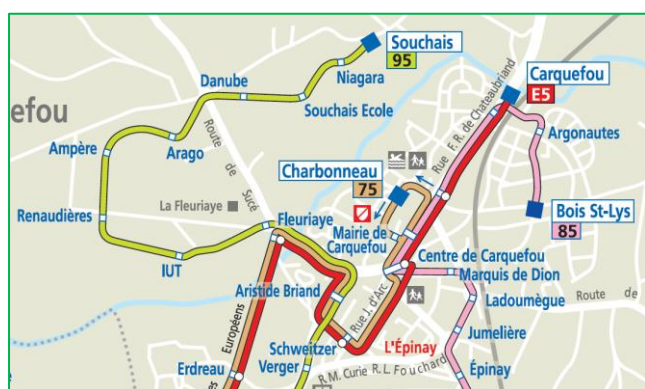 Souchais
95
Carquefou
E5
Danube
Niagara
Souchais Ecole
efou
Rue F. R. de Chateaubriand
Argonautes
Ampère
Arago
Route de Sucé
Charbonneau
75
La Fleuriaye
Renaudières
Fleuriaye
Mairie de
Carquefou
Bois St-Lys
85
IUT
Centre de Carquefou
Marquis de Dion
Aristide Briand
Rue J. d'Arc
Ladoumègue
Route de
Européens
Schweitzer
Jumelière
L'Épinay
Erdreau
Verger
R. M. Curie
R. L. Fouchard
Épinay